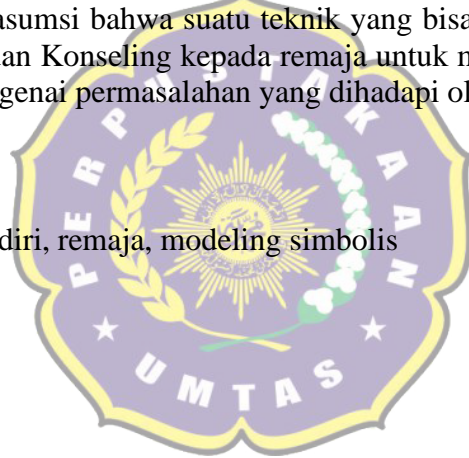 asumsi bahwa suatu teknik yang bisa
dan Konseling kepada remaja untuk m
genai permasalahan yang dihadapi ol
diri, remaja, modeling simbolis
PERPUSTAKAAN
UMTAS